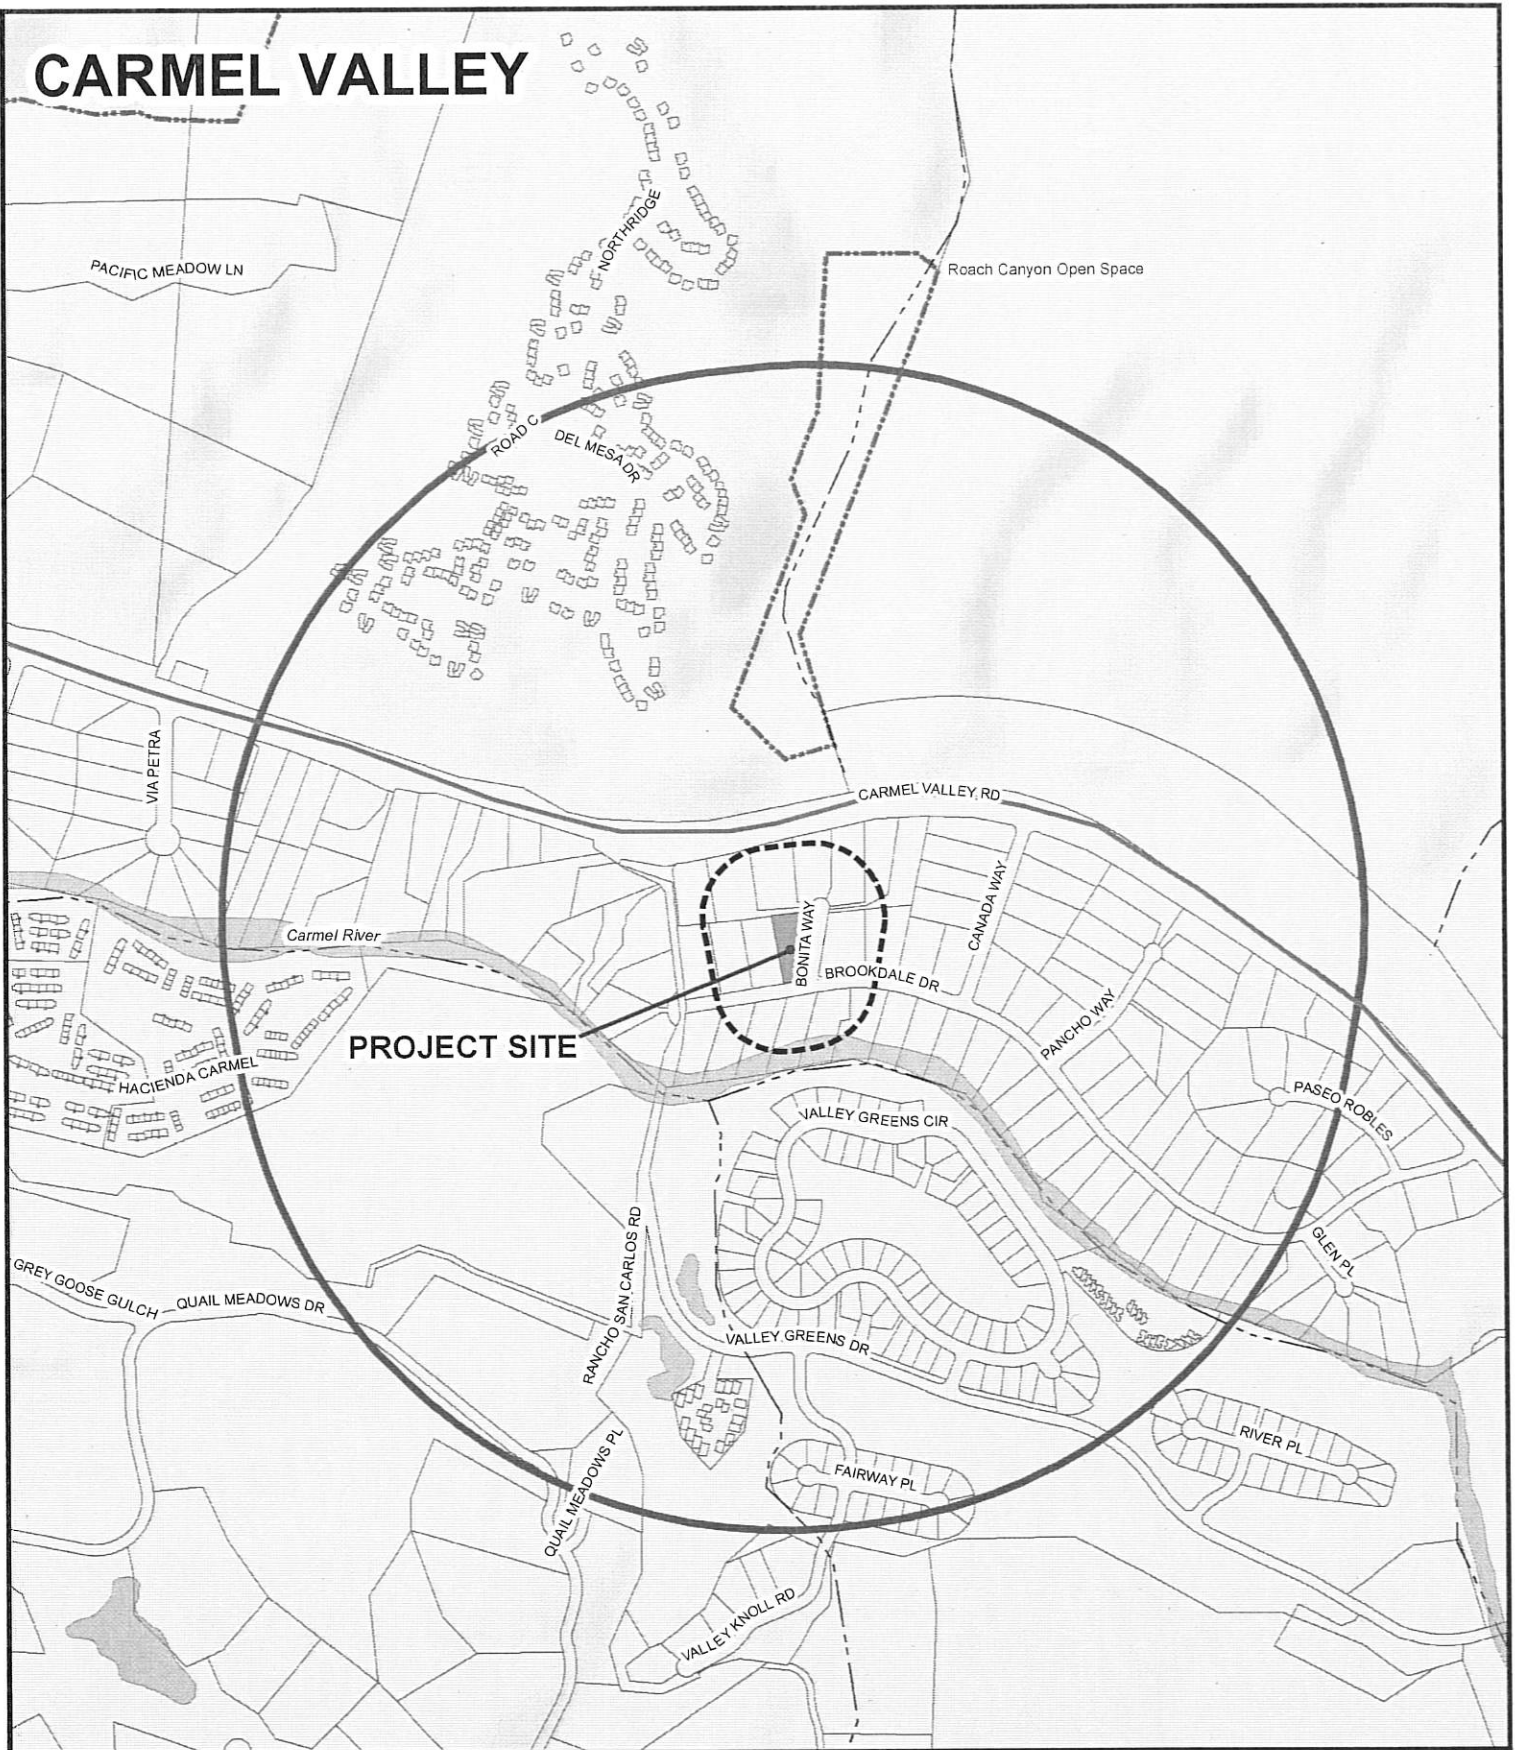 CARMEL VALLEY
NORTHRIDGE
PACIFIC MEADOW LN
Roach Canyon Open Space
ROAD C
DEL MESA DR
VIA PETRA
CARMEL VALLEY RD
CANADA WAY
Carmel River
BONITA WAY
BROOKDALE DR
PROJECT SITE
PANCHO WAY
HACIENDA CARMEL
PASEO ROBLES
VALLEY GREENS CIR
RANCHO SAN CARLOS RD
GLEN PL
GREY GOOSE GULCH
QUAIL MEADOWS DR
VALLEY GREENS DR
RIVER PL
QUAIL MEADOWS PL
FAIRWAY PL
VALLEY KNOLL RD